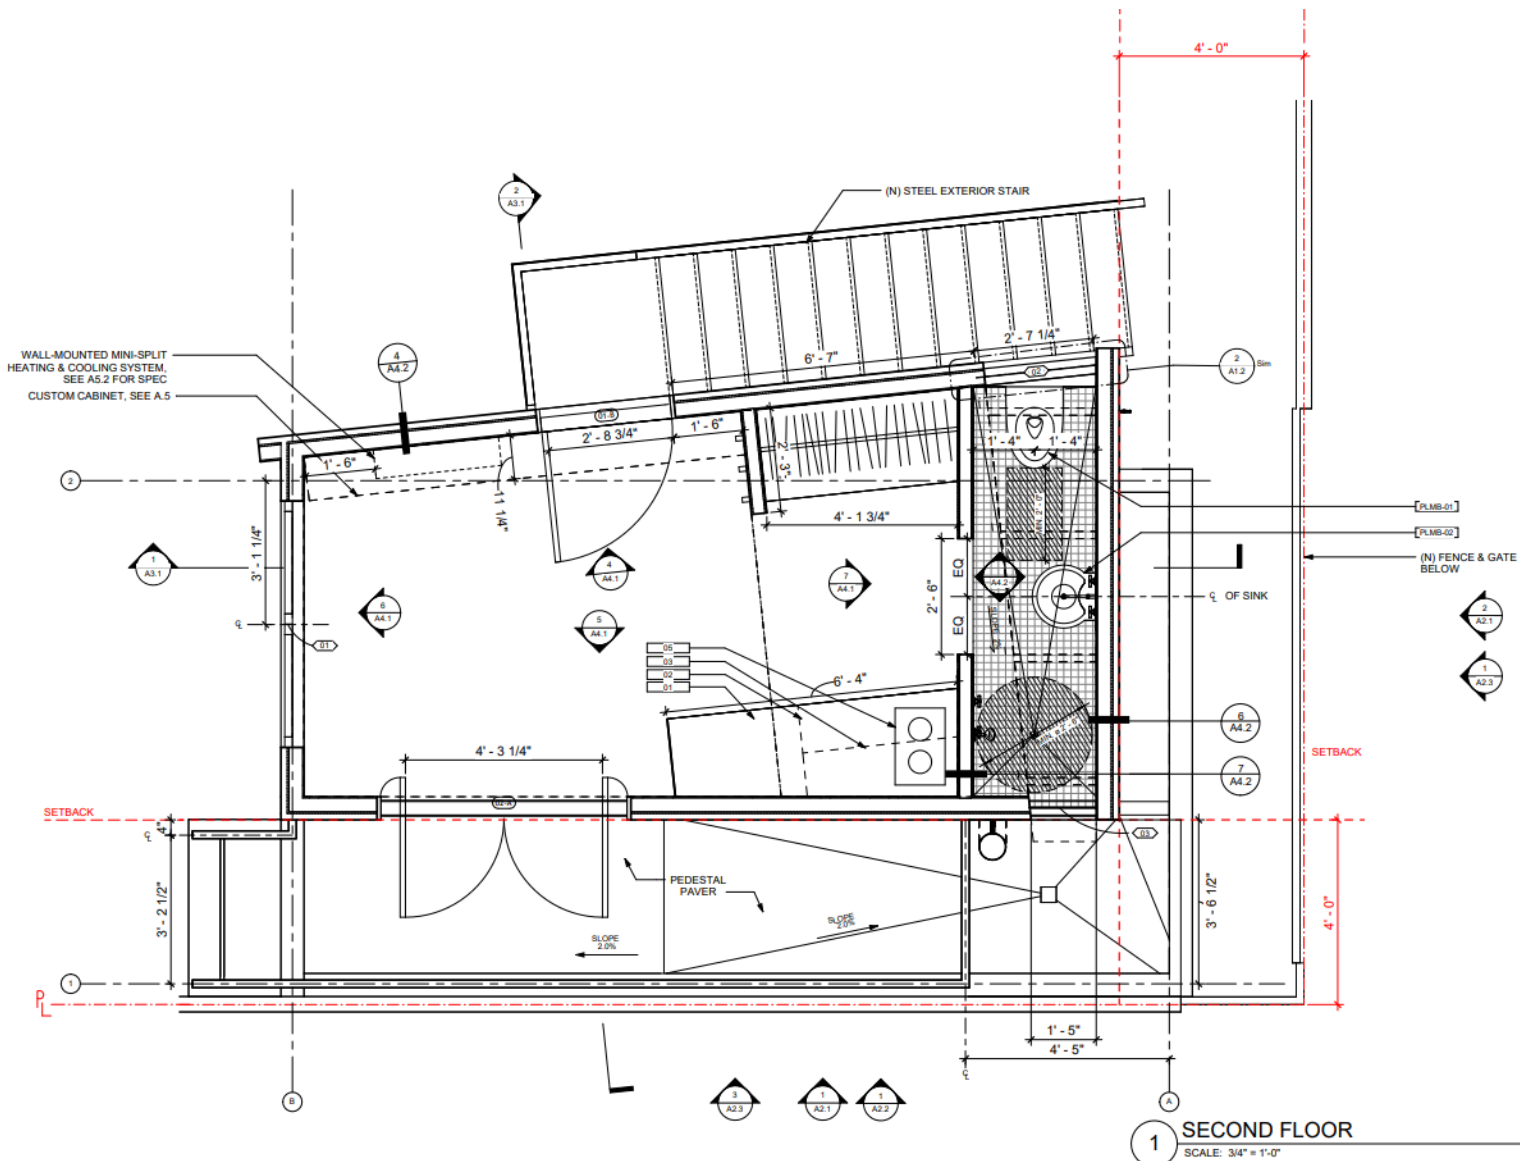 4' - 0"
2
A3.1
(N) STEEL EXTERIOR STAIR
WALL-MOUNTED MINI-SPLIT
HEATING & COOLING SYSTEM,
SEE A5.2 FOR SPEC
CUSTOM CABINET, SEE A.5
4
A4.2
2' - 7 1/4"
6' - 7"
02
2
A1.2
Sim
01-B
2' - 8 3/4"
1' - 6"
1' - 6"
2' - 3"
1' - 4"
1' - 4"
2
11 1/4"
4' - 1 3/4"
MIN. 2' - 0"
PLMB-01
PLMB-02
(N) FENCE & GATE
BELOW
3' - 1 1/4"
1
A3.1
4
A4.1
7
A4.1
EQ
2' - 6"
EQ
A4.2
OF SINK
6
A4.1
5
A4.1
SLOPE
2
A2.1
01
05
03
02
01
6' - 4"
1
A2.3
6
A4.2
4' - 3 1/4"
SETBACK
7
A4.2
02-A
SETBACK
4"
03
PEDESTAL
PAVER
3' - 2 1/2"
3' - 6 1/2"
4' - 0"
SLOPE
2.0%
SLOPE
2.0%
1
PL
1' - 5"
4' - 5"
B
3
A2.3
1
A2.1
1
A2.2
A
1
SECOND FLOOR
SCALE: 3/4" = 1'-0"